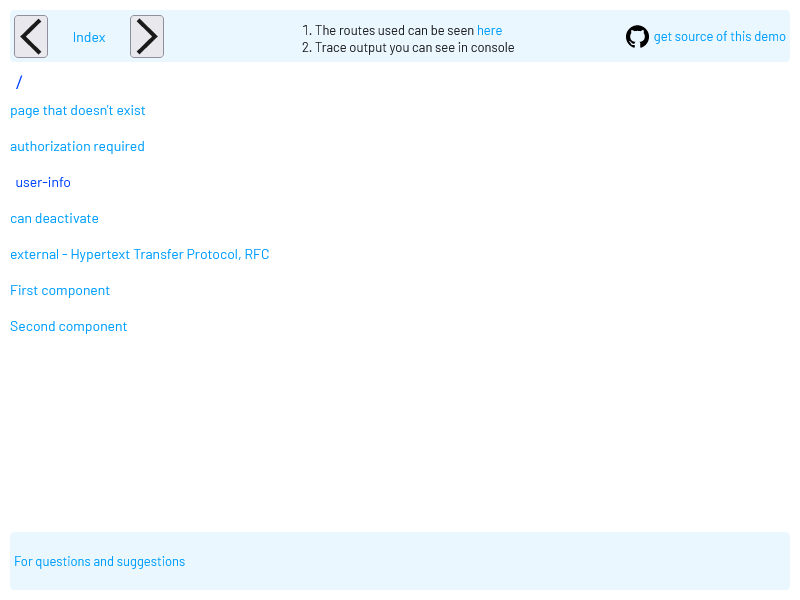 Index
1. The routes used can be seen here
2. Trace output you can see in console
get source of this demo
/
page that doesn't exist
authorization required
user-info
can deactivate
external - Hypertext Transfer Protocol, RFC
First component
Second component
For questions and suggestions